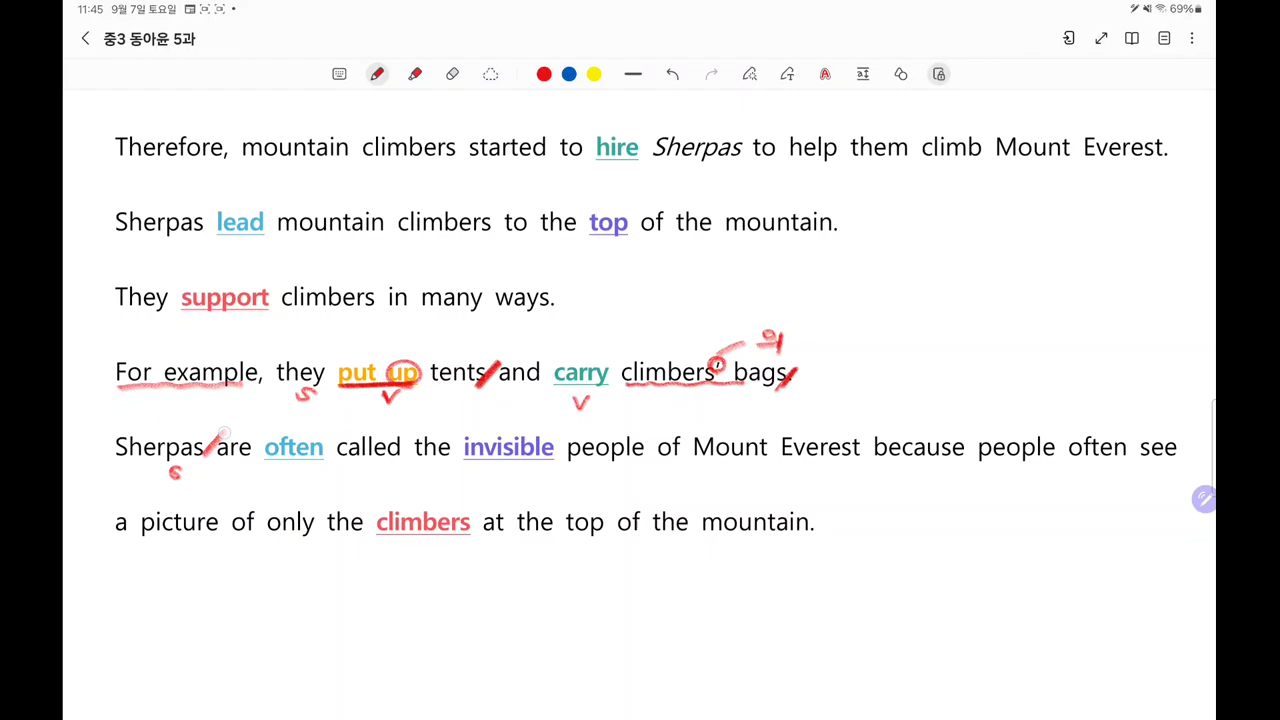 11:45 9월 7일 토요일
69%
중3 동아윤 5과
Therefore, mountain climbers started to hire Sherpas to help them climb Mount Everest.
Sherpas lead mountain climbers to the top of the mountain.
They support climbers in many ways.
의
For example, they put up tents and carry climbers' bags.
S V V
Sherpas are often called the invisible people of Mount Everest because people often see
S
a picture of only the climbers at the top of the mountain.